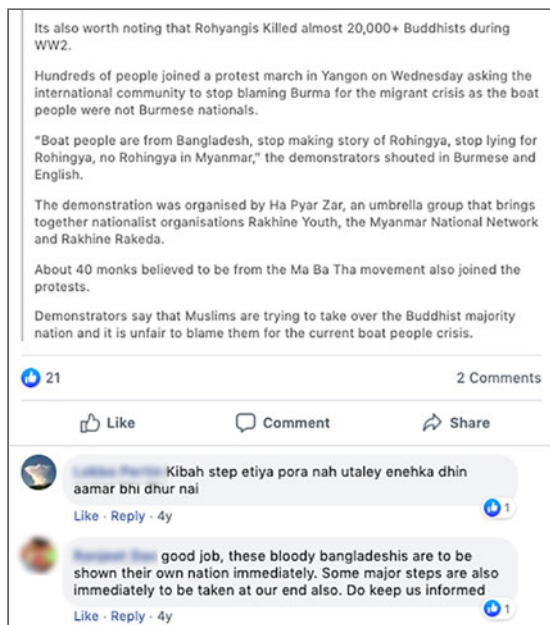 Its also worth noting that Rohyangis Killed almost 20,000+ Buddhists during
WW2.
Hundreds of people joined a protest march in Yangon on Wednesday asking the
international community to stop blaming Burma for the migrant crisis as the boat
people were not Burmese nationals.
"Boat people are from Bangladesh, stop making story of Rohingya, stop lying for
Rohingya, no Rohingya in Myanmar," the demonstrators shouted in Burmese and
English.
The demonstration was organised by Ha Pyar Zar, an umbrella group that brings
together nationalist organisations Rakhine Youth, the Myanmar National Network
and Rakhine Rakeda.
About 40 monks believed to be from the Ma Ba Tha movement also joined the
protests.
Demonstrators say that Muslims are trying to take over the Buddhist majority
nation and it is unfair to blame them for the current boat people crisis.
21 2 Comments
Like Comment Share
Kibah step etiya pora nah utaley enehka dhin
aamar bhi dhur nai
1
Like · Reply · 4y
good job, these bloody bangladeshis are to be
shown their own nation immediately. Some major steps are also
immediately to be taken at our end also. Do keep us informed
1
Like · Reply · 4y